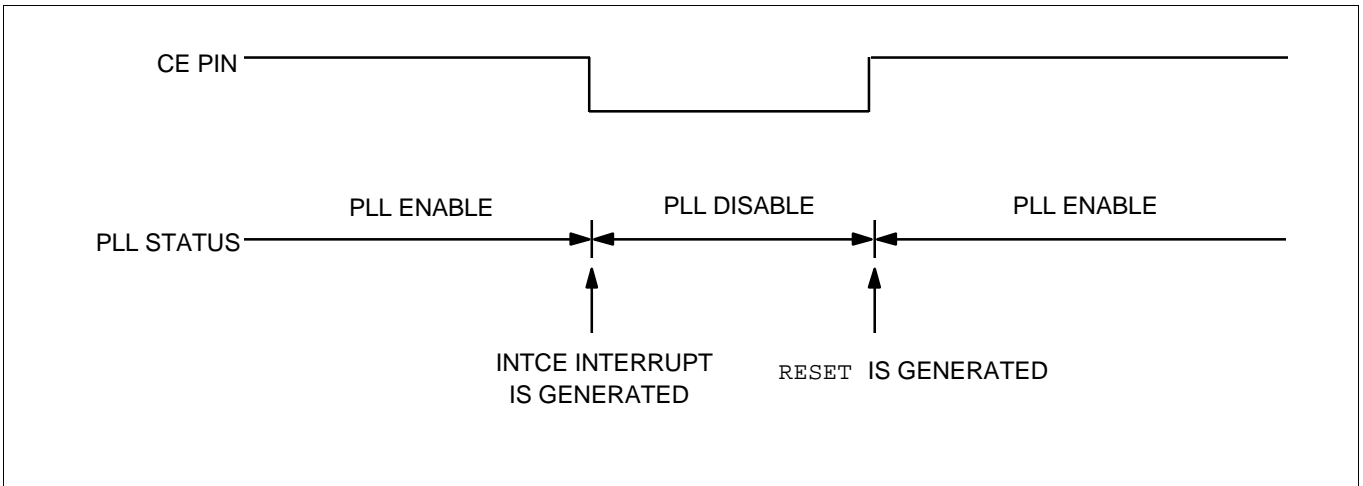 CE PIN
PLL ENABLE
PLL DISABLE
PLL ENABLE
PLL STATUS
INTCE INTERRUPT
IS GENERATED
RESET IS GENERATED